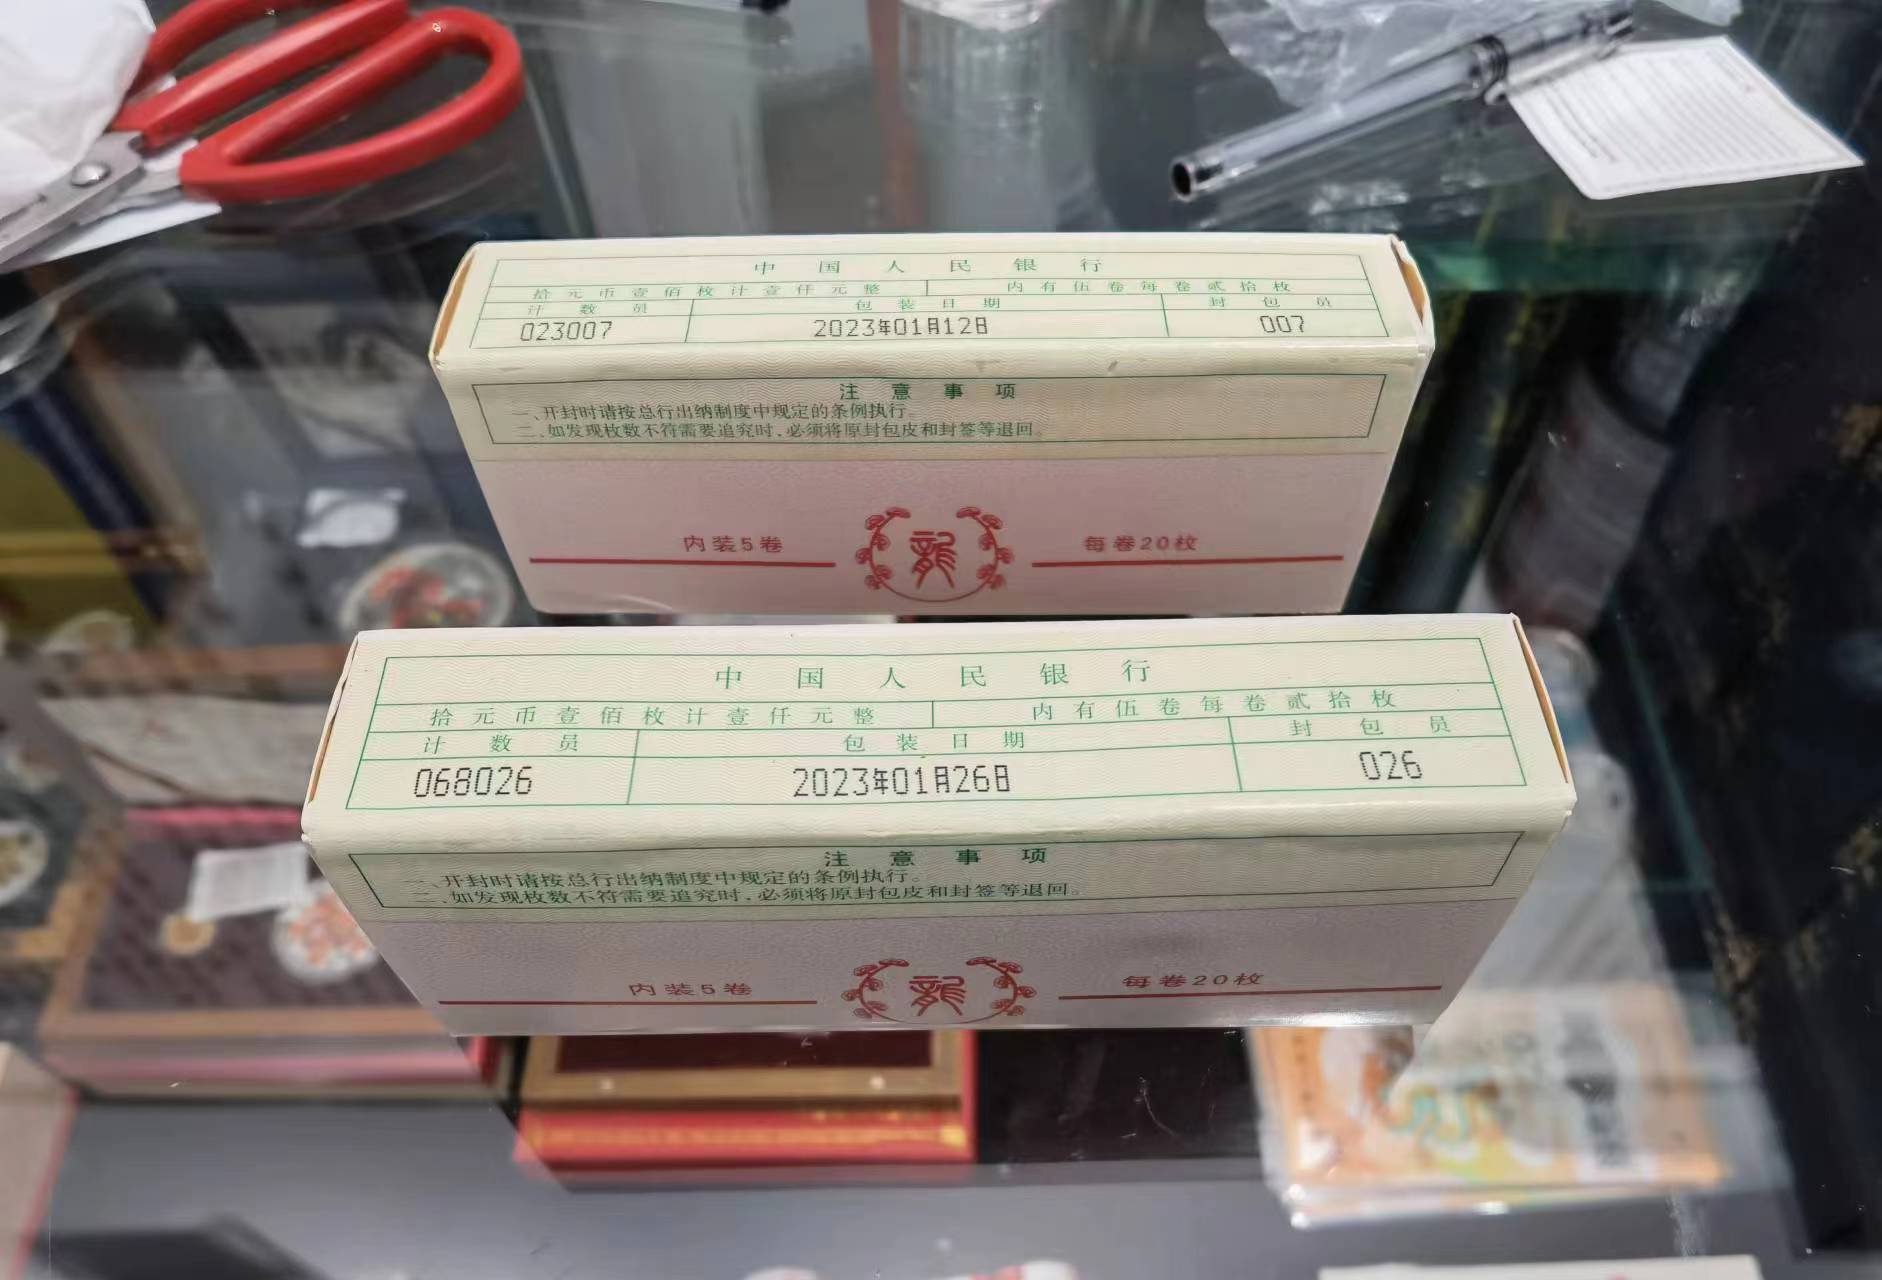 中国人民银行
拾元币壹佰枚计壹仟元整 内有伍卷每卷贰拾枚
计数员 包装日期 封包员
023007 2023年01月12日 007
注意事项
一、开封时请按总行出纳制度中规定的条例执行。
二、如发现枚数不符需要追究时，必须将原封包皮和封签等退回。
内装5卷 龍 每卷20枚
中国人民银行
拾元币壹佰枚计壹仟元整 内有伍卷每卷贰拾枚
计数员 包装日期 封包员
068026 2023年01月26日 026
注意事项
一、开封时请按总行出纳制度中规定的条例执行。
二、如发现枚数不符需要追究时，必须将原封包皮和封签等退回。
内装5卷 龍 每卷20枚